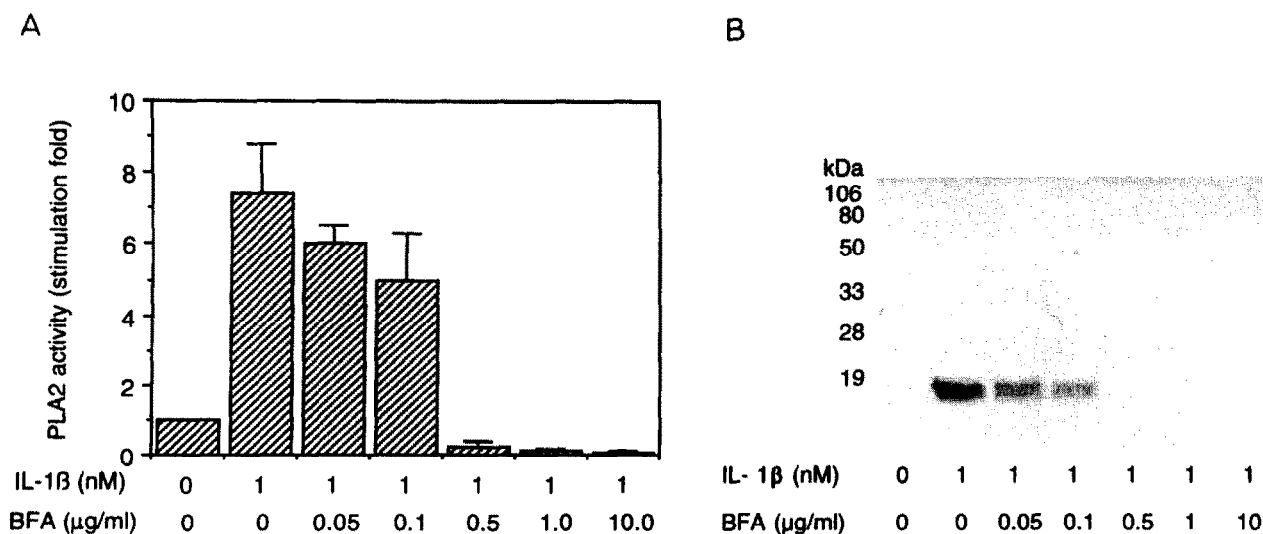 A
PLA2 activity (stimulation fold)
10
8
6
4
2
0
IL-1ß (nM) 0 1 1 1 1 1 1
BFA (µg/ml) 0 0 0.05 0.1 0.5 1.0 10.0
B
kDa
106
80
50
33
28
19
IL- 1β (nM) 0 1 1 1 1 1 1
BFA (µg/ml) 0 0 0.05 0.1 0.5 1 10